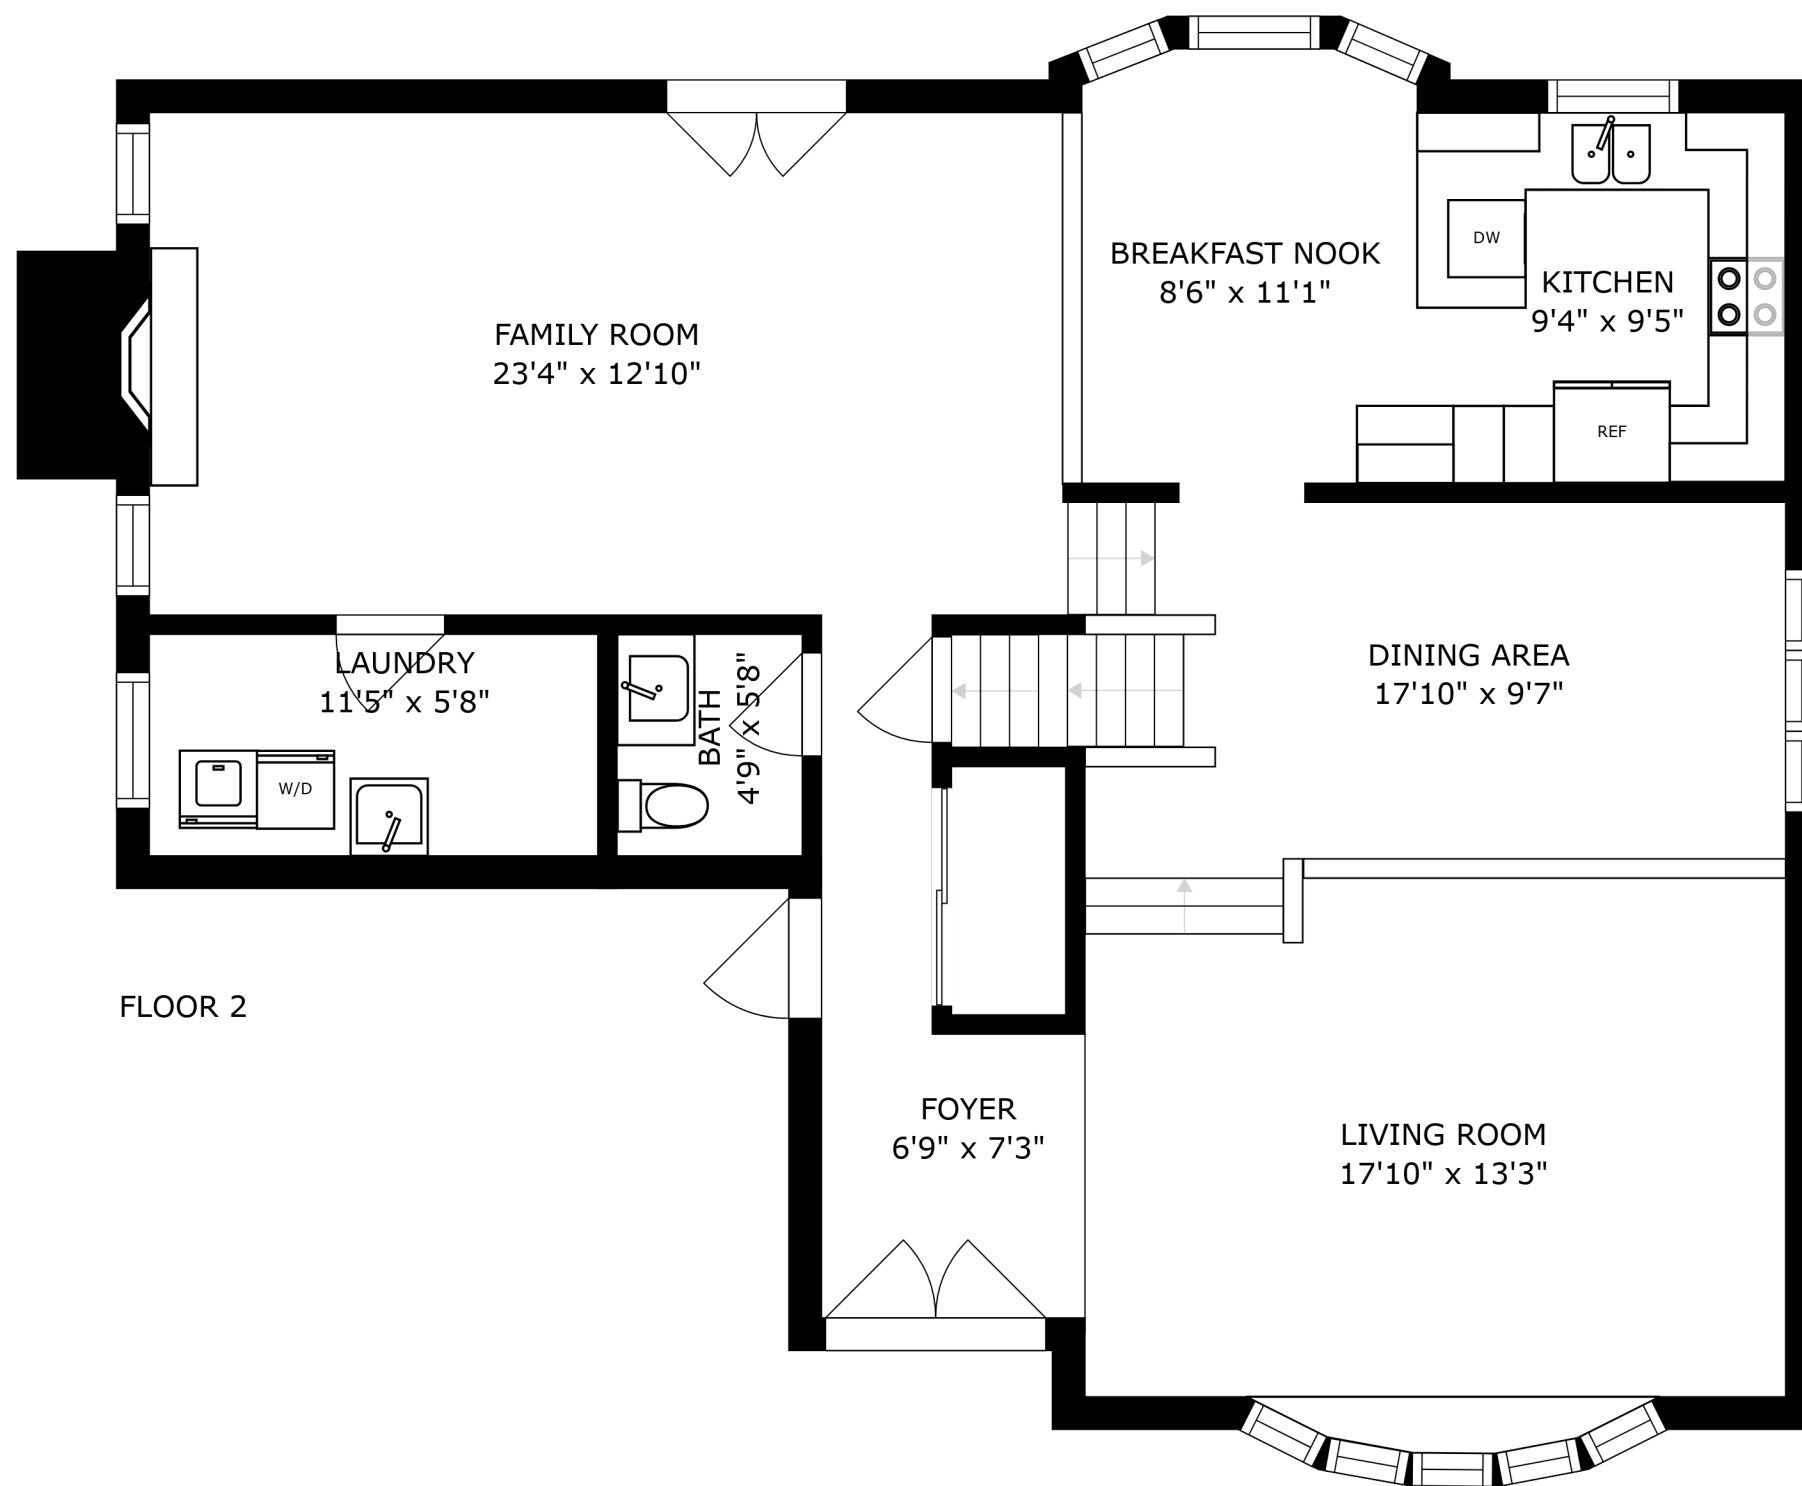 BREAKFAST NOOK
8'6" x 11'1"
DW
KITCHEN
9'4" x 9'5"
FAMILY ROOM
23'4" x 12'10"
REF
LAUNDRY
11'5" x 5'8"
BATH
4'9" x 5'8"
DINING AREA
17'10" x 9'7"
W/D
FLOOR 2
FOYER
6'9" x 7'3"
LIVING ROOM
17'10" x 13'3"